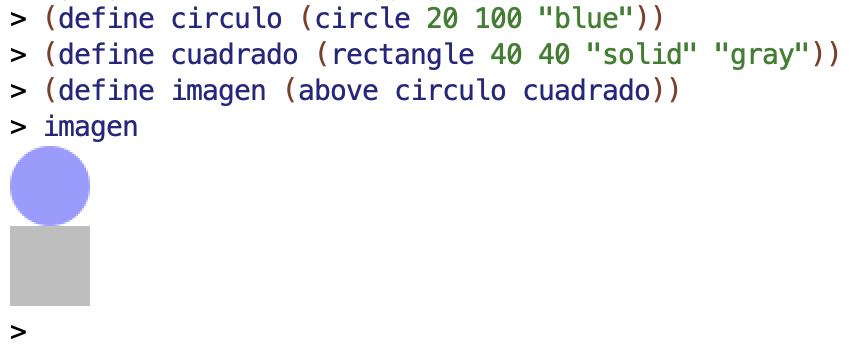 > (define circulo (circle 20 100 "blue"))
> (define cuadrado (rectangle 40 40 "solid" "gray"))
> (define imagen (above circulo cuadrado))
> imagen
>